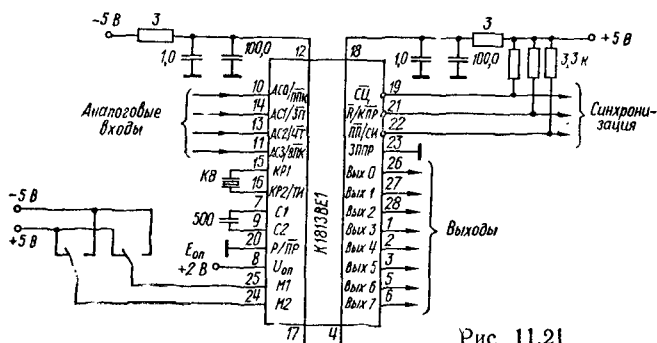 -5 В
3
1,0
100,0
12
18
1,0
3
100,0
+5 В
3,3 к
Аналоговые
входы
10 АС0/ППК
14 АС1/ЗП
13 АС2/ЧТ
11 АС3/ВПК
КВ
15 КР1
16 КР2/ТИ
500
7 С1
9 С2
20 Р/ПР
Eоп
+2 В
8 Uоп
25 М1
24 М2
-5 В
+5 В
17
К1813ВЕ1
4
СЦ 19
R/КПР 21
ПП/СИ 22
ЗППР 23
Синхрони-
зация
Вых 0 26
Вых 1 27
Вых 2 28
Вых 3 1
Вых 4 2
Вых 5 3
Вых 6 5
Вых 7 6
Выходы
Рис. 11.21